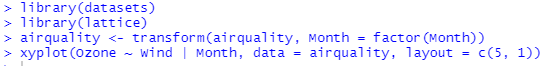 > library(datasets)
> library(lattice)
> airquality <- transform(airquality, Month = factor(Month))
> xyplot(Ozone ~ Wind | Month, data = airquality, layout = c(5, 1))